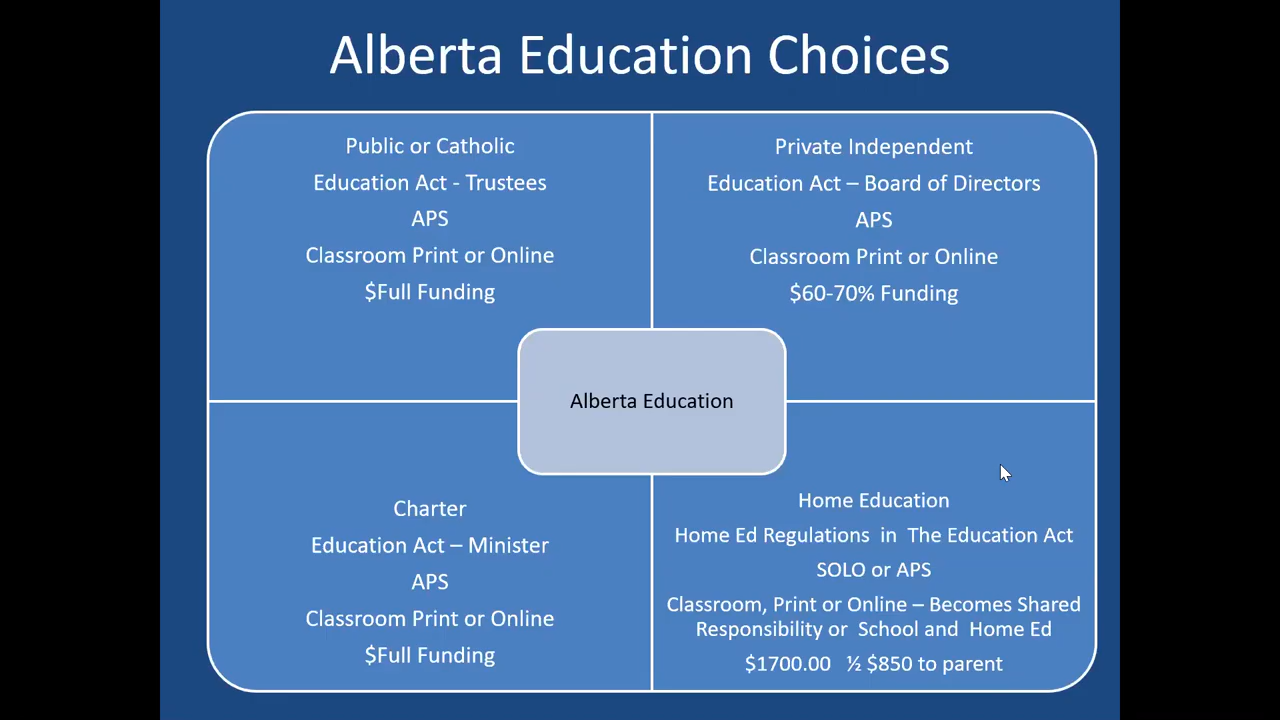 Alberta Education Choices
Public or Catholic
Education Act - Trustees
APS
Classroom Print or Online
$Full Funding
Private Independent
Education Act – Board of Directors
APS
Classroom Print or Online
$60-70% Funding
Alberta Education
Charter
Education Act – Minister
APS
Classroom Print or Online
$Full Funding
Home Education
Home Ed Regulations in The Education Act
SOLO or APS
Classroom, Print or Online – Becomes Shared
Responsibility or School and Home Ed
$1700.00 ½ $850 to parent